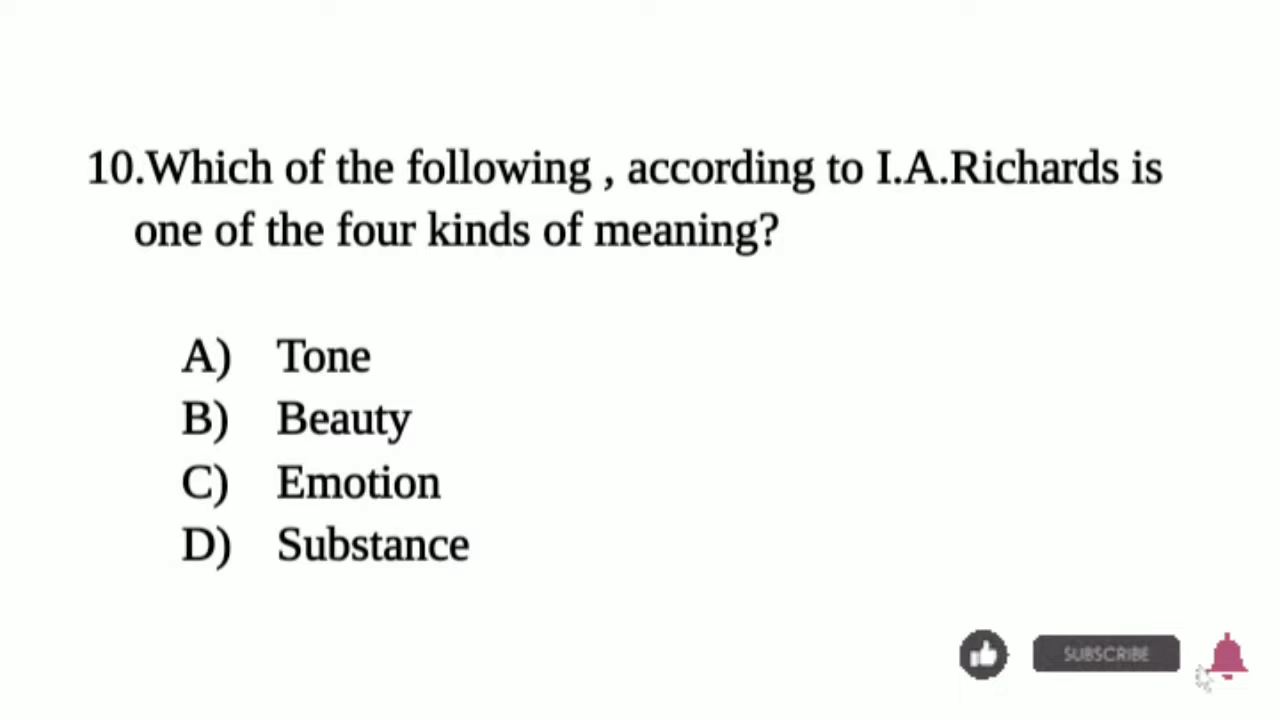 10.Which of the following , according to I.A.Richards is
one of the four kinds of meaning?
A) Tone
B) Beauty
C) Emotion
D) Substance
SUBSCRIBE